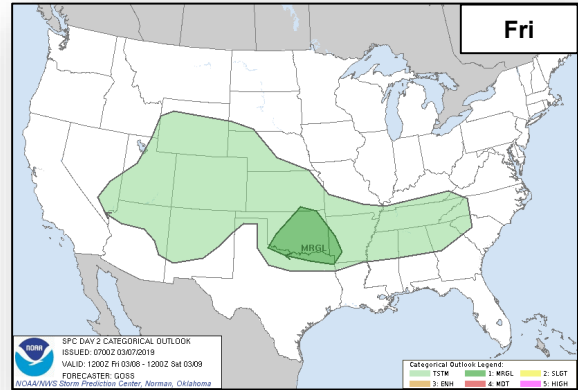 Fri
MRGL
NOAA
SPC DAY 2 CATEGORICAL OUTLOOK
ISSUED: 0700Z 03/07/2019
VALID: 1200Z Fri 03/08 - 1200Z Sat 03/09
FORECASTER: GOSS
NOAA/NWS Storm Prediction Center, Norman, Oklahoma
Categorical Outlook Legend:
TSTM 1: MRGL 2: SLGT
3: ENH 4: MDT 5: HIGH